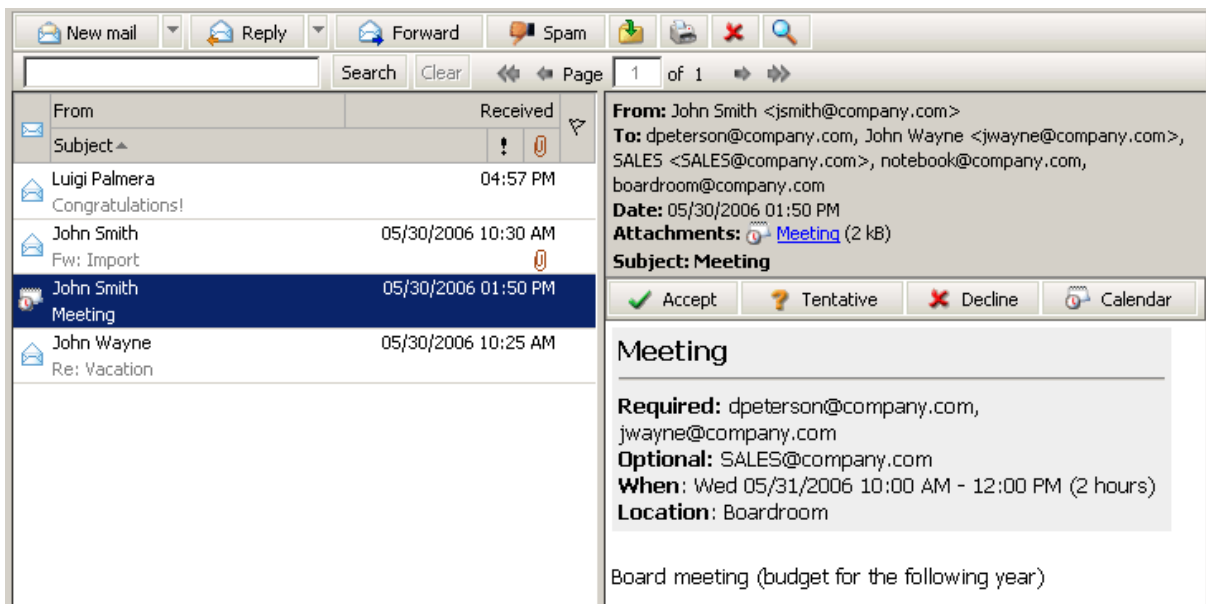 New mail Reply Forward Spam
Search Clear Page 1 of 1
From Received
Subject !
Luigi Palmera 04:57 PM
Congratulations!
John Smith 05/30/2006 10:30 AM
Fw: Import
John Smith 05/30/2006 01:50 PM
Meeting
John Wayne 05/30/2006 10:25 AM
Re: Vacation
From: John Smith <jsmith@company.com>
To: dpeterson@company.com, John Wayne <jwayne@company.com>,
SALES <SALES@company.com>, notebook@company.com,
boardroom@company.com
Date: 05/30/2006 01:50 PM
Attachments: Meeting (2 kB)
Subject: Meeting
Accept Tentative Decline Calendar
Meeting
Required: dpeterson@company.com,
jwayne@company.com
Optional: SALES@company.com
When: Wed 05/31/2006 10:00 AM - 12:00 PM (2 hours)
Location: Boardroom
Board meeting (budget for the following year)